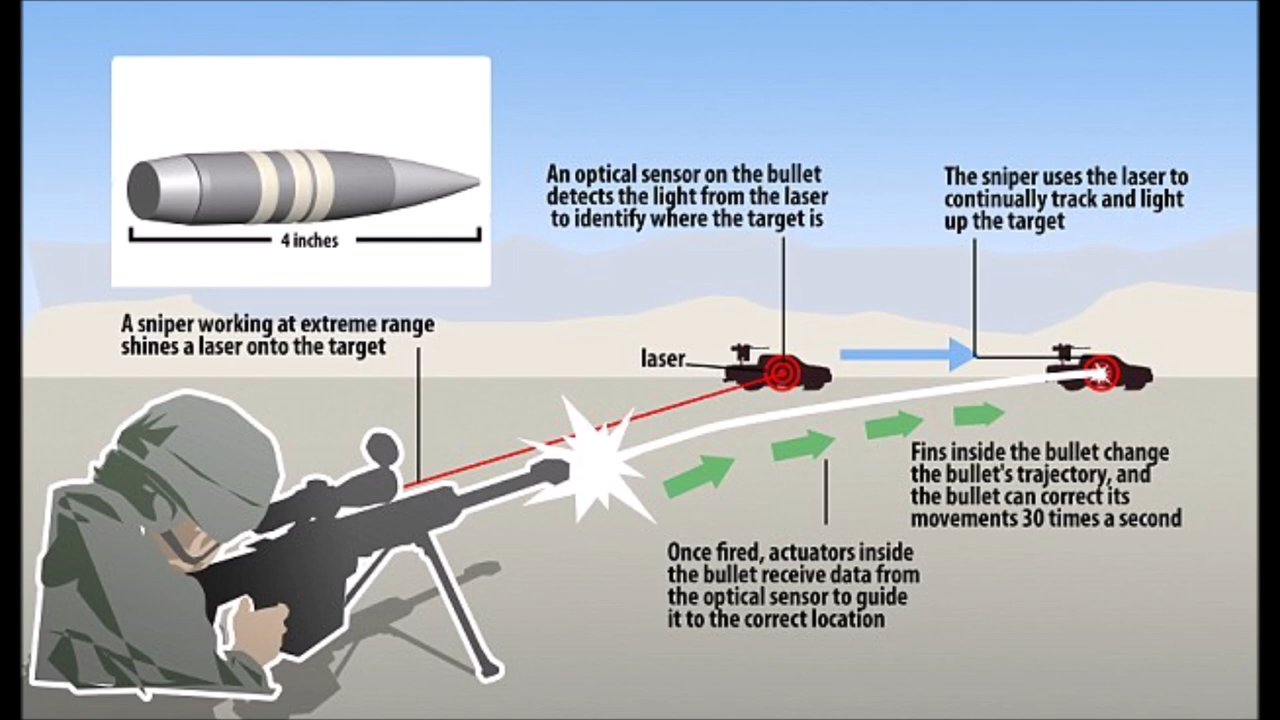 4 inches
An optical sensor on the bullet
detects the light from the laser
to identify where the target is
The sniper uses the laser to
continually track and light
up the target
A sniper working at extreme range
shines a laser onto the target
laser
Fins inside the bullet change
the bullet's trajectory, and
the bullet can correct its
movements 30 times a second
Once fired, actuators inside
the bullet receive data from
the optical sensor to guide
it to the correct location